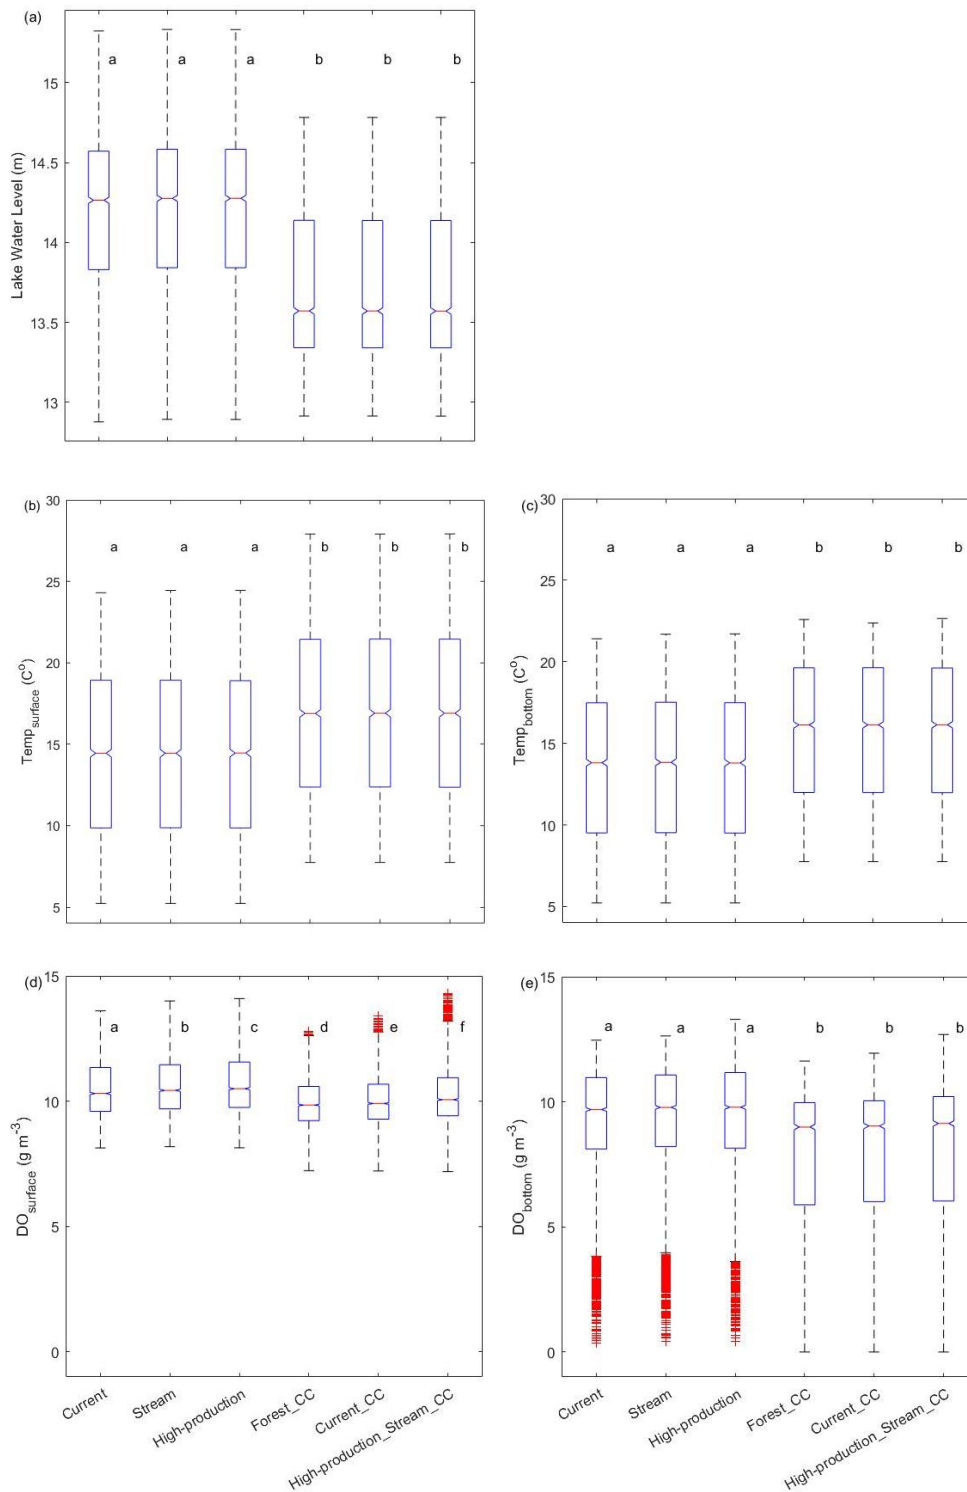 (a)
a a a b b b
15
14.5
14
13.5
13
Lake Water Level (m)
(b)
30
a a a b b b
25
20
15
10
5
Temp_surface (C^o)
(c)
30
a a a b b b
25
20
15
10
5
Temp_bottom (C^o)
(d)
15
a b c d e f
10
5
0
DO_surface (g m^-3)
Current
Stream
High-production
Forest_CC
Current_CC
High-production_Stream_CC
(e)
15
a a a b b b
10
5
0
DO_bottom (g m^-3)
Current
Stream
High-production
Forest_CC
Current_CC
High-production_Stream_CC